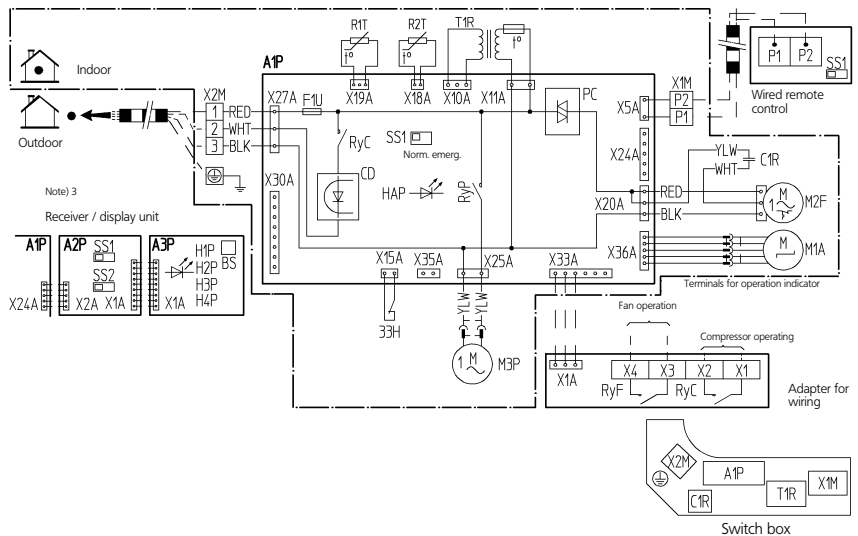 R1T
R2T
T1R
t°
t°
t°
P1
P2
SS1
Indoor
A1P
X19A
X18A
X10A
X11A
X1M
Wired remote
control
X2M
X27A
F1U
PC
X5A
P2
P1
1
RED
2
WHT
3
BLK
Outdoor
RyC
SS1
Norm. emerg.
X24A
YLW
C1R
WHT
CD
HAP
RyP
X30A
X20A
RED
BLK
M
1~
M2F
Note) 3
Receiver / display unit
X36A
M
M1A
A1P
A2P
SS1
A3P
H1P
H2P
H3P
H4P
BS
SS2
X24A
X2A
X1A
X1A
X15A
X35A
X25A
X33A
Terminals for operation indicator
YLW
YLW
33H
Fan operation
Compressor operating
M
1~
M3P
X1A
X4
X3
X2
X1
RyF
RyC
Adapter for
wiring
X2M
A1P
X1M
T1R
C1R
Switch box